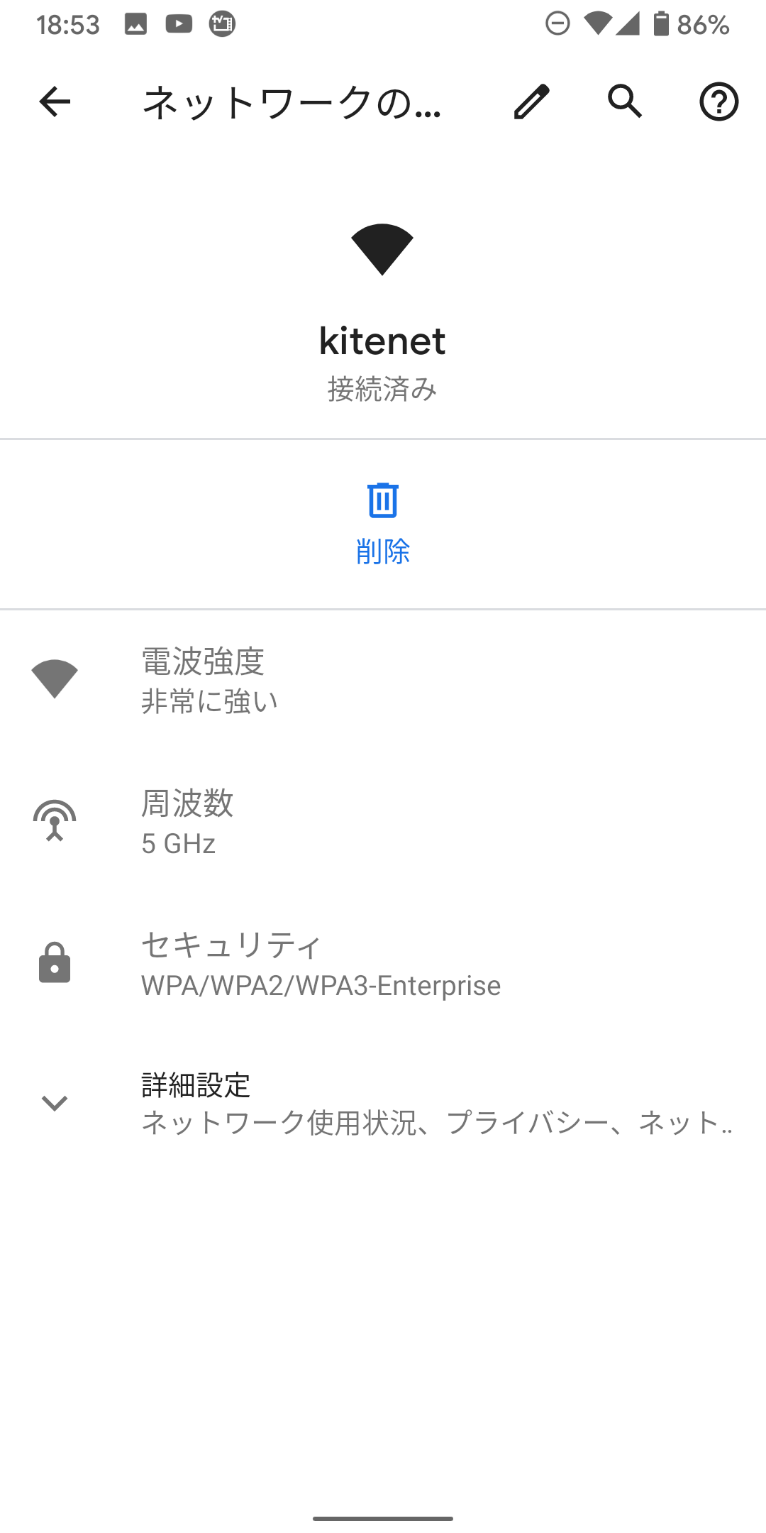 18:53 86%
ネットワークの...
kitenet
接続済み
削除
電波強度
非常に強い
周波数
5 GHz
セキュリティ
WPA/WPA2/WPA3-Enterprise
詳細設定
ネットワーク使用状況、プライバシー、ネット..